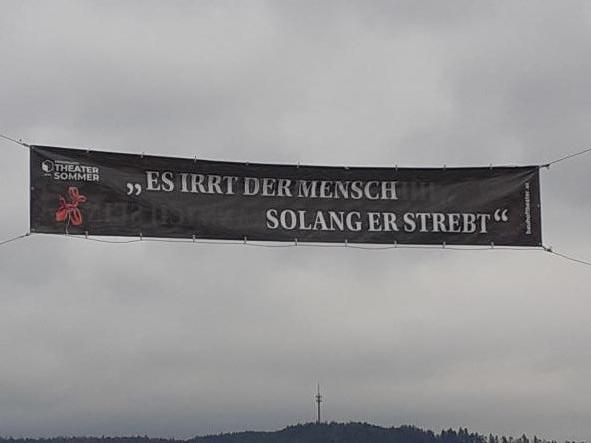 THEATER
SOMMER
„ES IRRT DER MENSCH
SOLANG ER STREBT“